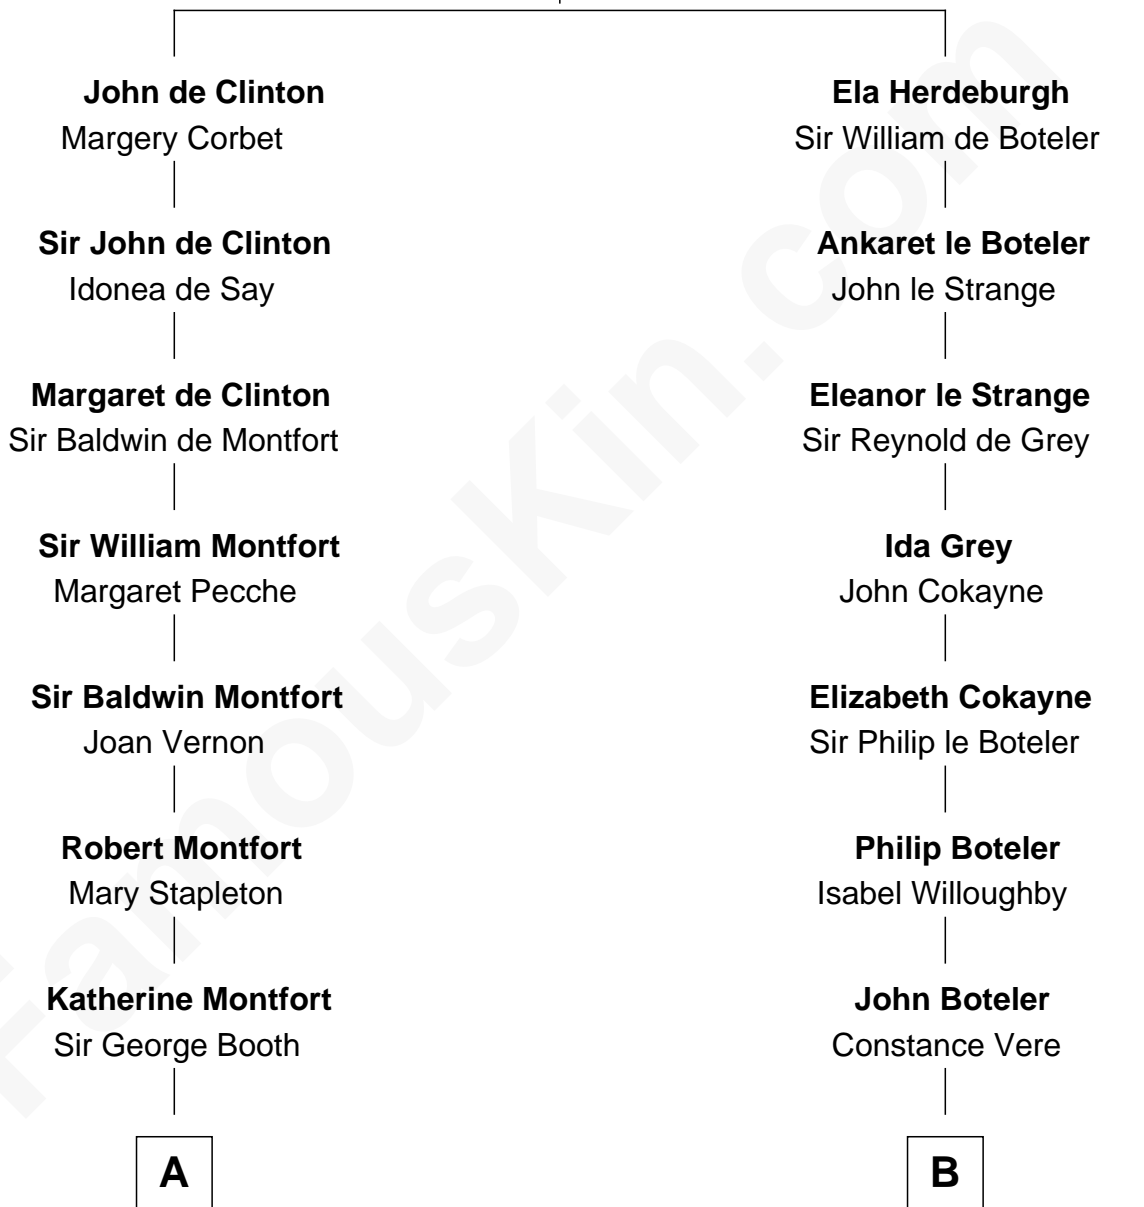 John de Clinton
Margery Corbet
Sir John de Clinton
Idonea de Say
Margaret de Clinton
Sir Baldwin de Montfort
Sir William Montfort
Margaret Pecche
Sir Baldwin Montfort
Joan Vernon
Robert Montfort
Mary Stapleton
Katherine Montfort
Sir George Booth
A
Ela Herdeburgh
Sir William de Boteler
Ankaret le Boteler
John le Strange
Eleanor le Strange
Sir Reynold de Grey
Ida Grey
John Cokayne
Elizabeth Cokayne
Sir Philip le Boteler
Philip Boteler
Isabel Willoughby
John Boteler
Constance Vere
B
FamousKin.com